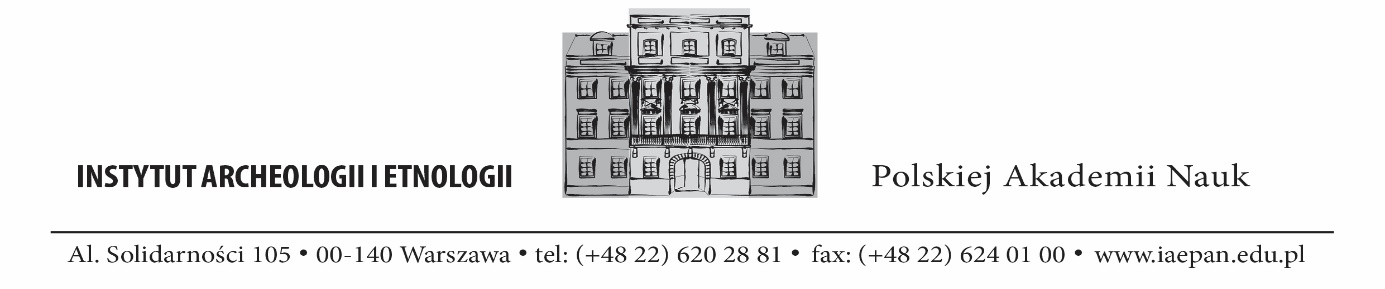 INSTYTUT ARCHEOLOGII I ETNOLOGII Polskiej Akademii Nauk
Al. Solidarności 105 • 00-140 Warszawa • tel: (+48 22) 620 28 81 • fax: (+48 22) 624 01 00 • www.iaepan.edu.pl